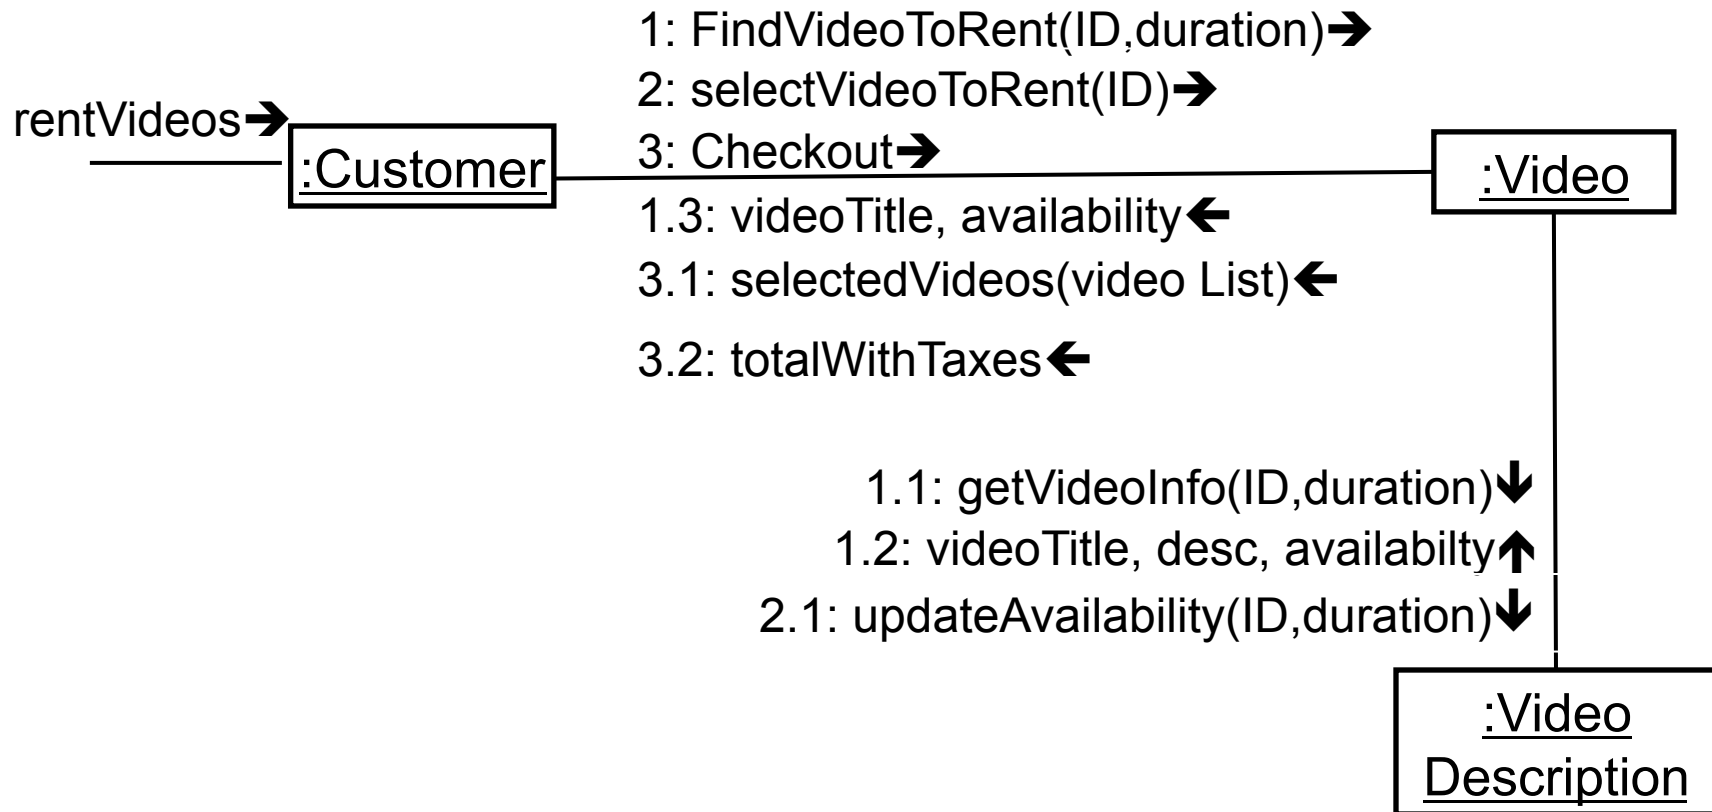 1: FindVideoToRent(ID,duration)➔
2: selectVideoToRent(ID)➔
rentVideos➔
3: Checkout➔
:Customer
:Video
1.3: videoTitle, availability🡸
3.1: selectedVideos(video List)🡸
3.2: totalWithTaxes🡸
1.1: getVideoInfo(ID,duration)🡻
1.2: videoTitle, desc, availabilty🡹
2.1: updateAvailability(ID,duration)🡻
:Video
Description